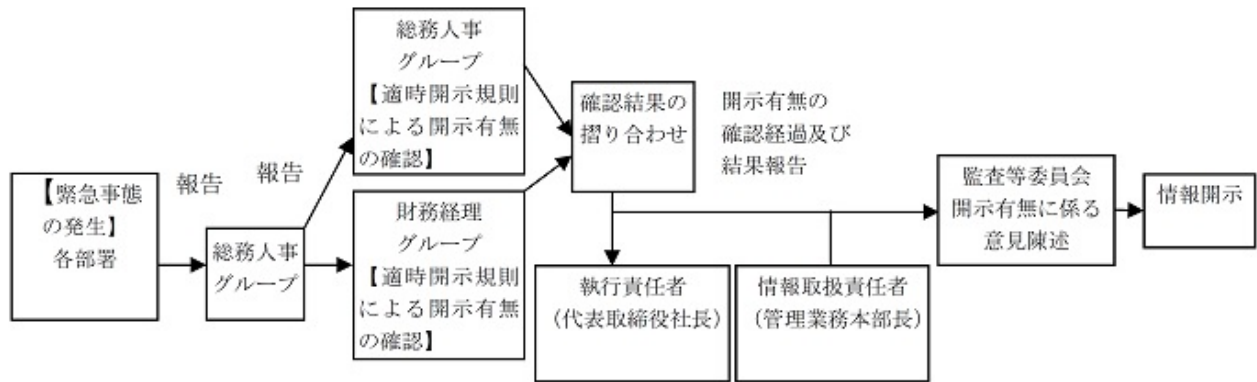 【緊急事態
の発生】
各部署
報告
総務人事
グループ
報告
総務人事
グループ
【適時開示規則
による開示有無
の確認】
財務経理
グループ
【適時開示規則
による開示有無
の確認】
確認結果の
摺り合わせ
開示有無の
確認経過及び
結果報告
執行責任者
（代表取締役社長）
情報取扱責任者
（管理業務本部長）
監査等委員会
開示有無に係る
意見陳述
情報開示